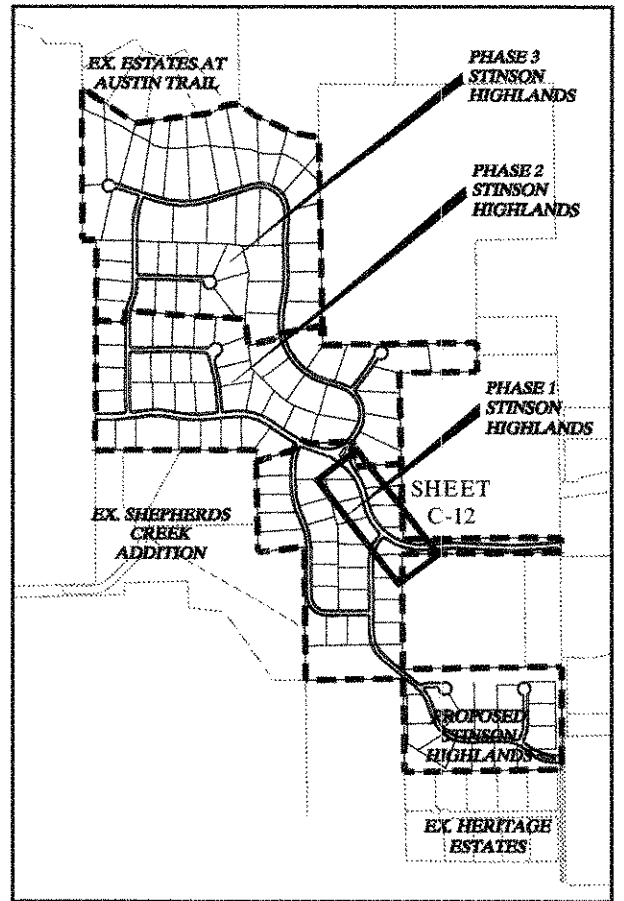 EX. ESTATES AT
AUSTIN TRAIL
PHASE 3
STINSON
HIGHLANDS
PHASE 2
STINSON
HIGHLANDS
PHASE 1
STINSON
HIGHLANDS
SHEET
C-12
EX. SHEPHERDS
CREEK
ADDITION
PROPOSED
STINSON
HIGHLANDS
EX. HERITAGE
ESTATES